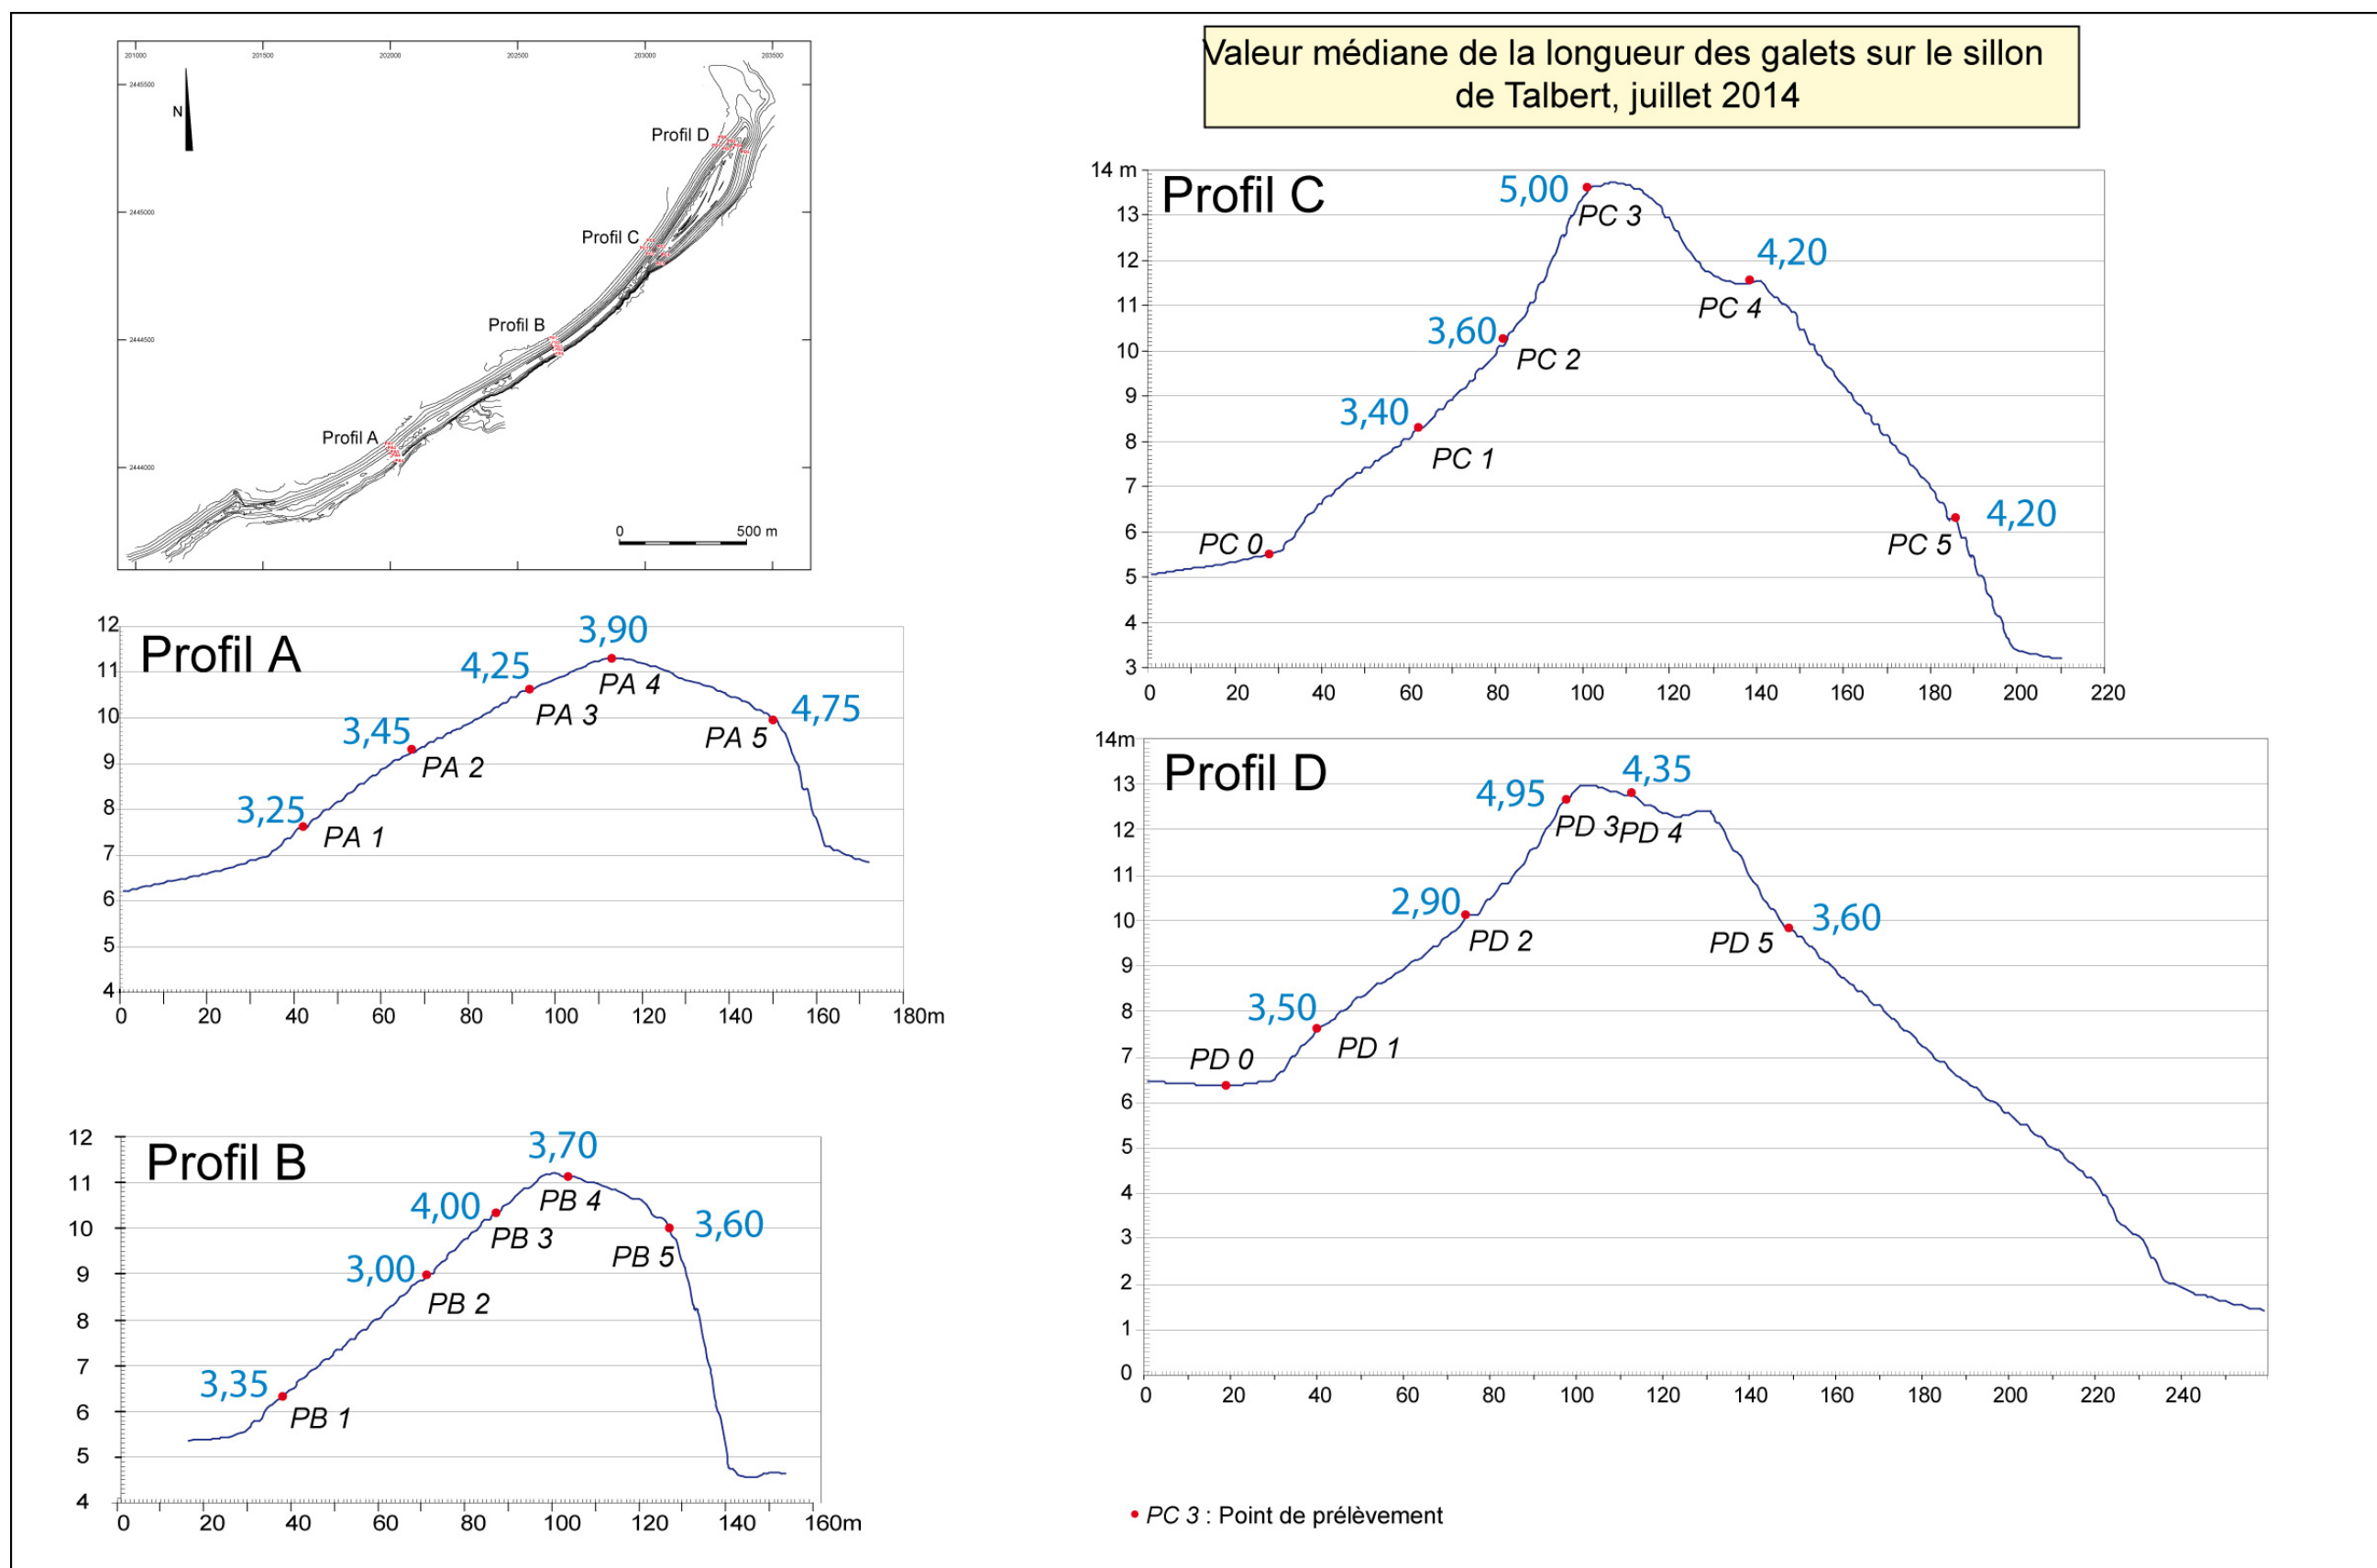 Valeur médiane de la longueur des galets sur le sillon
de Talbert, juillet 2014
201000 201500 202000 202500 203000 203500
2445500
2445000
2444500
2444000
N
Profil D
Profil C
Profil B
Profil A
0 500 m
Profil A
12
11
10
9
8
7
6
5
4
0 20 40 60 80 100 120 140 160 180m
3,25
PA 1
3,45
PA 2
4,25
PA 3
3,90
PA 4
4,75
PA 5
Profil B
12
11
10
9
8
7
6
5
4
0 20 40 60 80 100 120 140 160m
3,35
PB 1
3,00
PB 2
4,00
PB 3
3,70
PB 4
3,60
PB 5
Profil C
14 m
13
12
11
10
9
8
7
6
5
4
3
0 20 40 60 80 100 120 140 160 180 200 220
PC 0
3,40
PC 1
3,60
PC 2
5,00
PC 3
4,20
PC 4
4,20
PC 5
Profil D
14m
13
12
11
10
9
8
7
6
5
4
3
2
1
0
0 20 40 60 80 100 120 140 160 180 200 220 240
PD 0
3,50
PD 1
2,90
PD 2
4,95
PD 3
4,35
PD 4
3,60
PD 5
PC 3 : Point de prélèvement